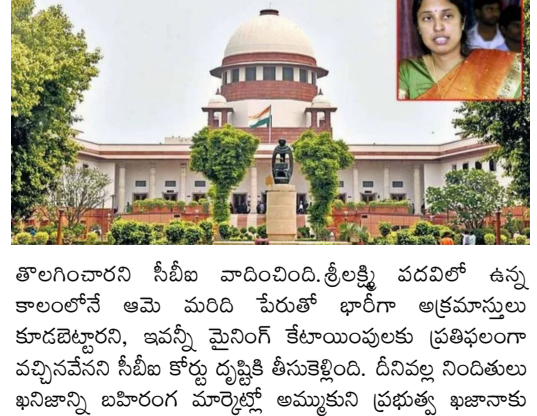 తొలగించారని సీబీఐ వాదించింది. శ్రీలక్ష్మి పదవిలో ఉన్న
కాలంలోనే ఆమె మరిది పేరుతో భారీగా అక్రమాస్తులు
కూడబెట్టారని, ఇవన్నీ మైనింగ్ కేటాయింపులకు ప్రతిఫలంగా
వచ్చినవేనని సీబీఐ కోర్టు దృష్టికి తీసుకెళ్లింది. దీనివల్ల నిందితులు
ఖనిజాన్ని బహిరంగ మార్కెట్లో అమ్ముకుని ప్రభుత్వ ఖజానాకు